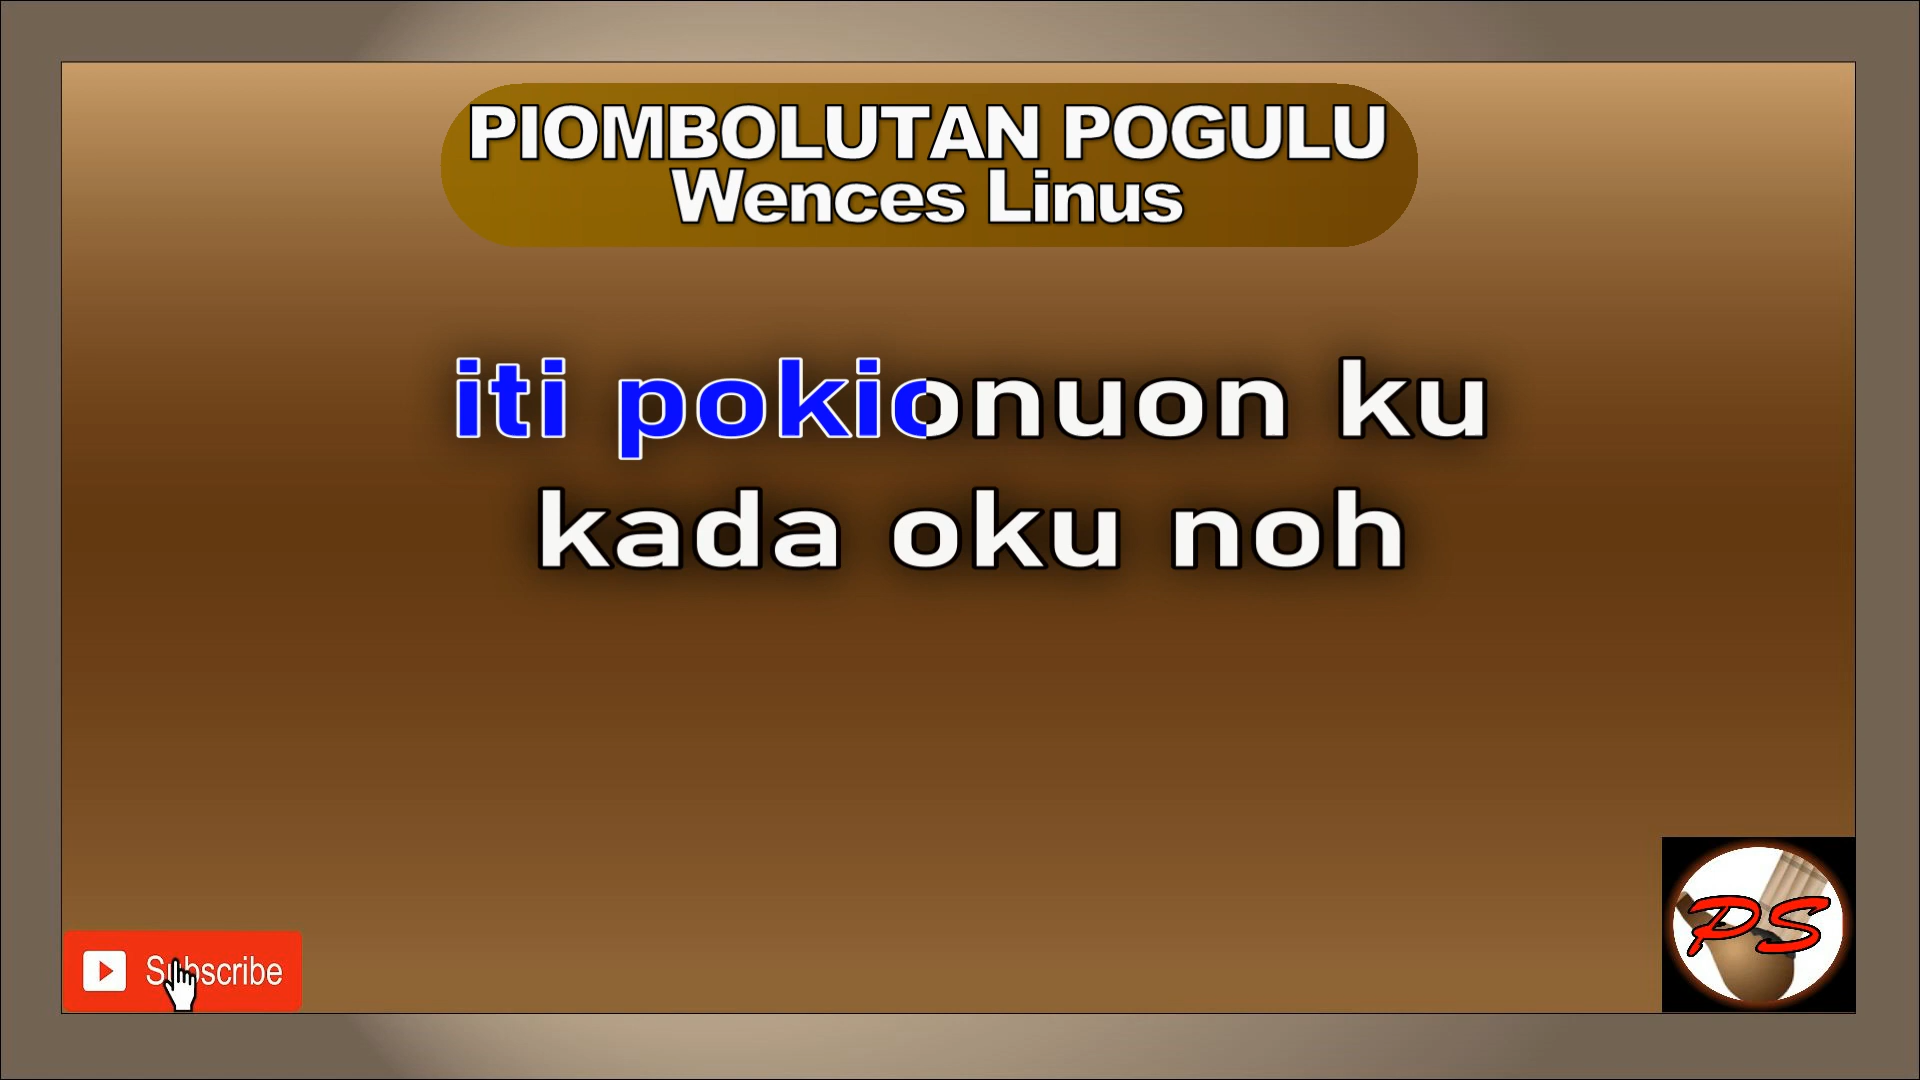 PIOMBOLUTAN POGULU
Wences Linus
iti pokionuon ku
kada oku noh
Subscribe
PS